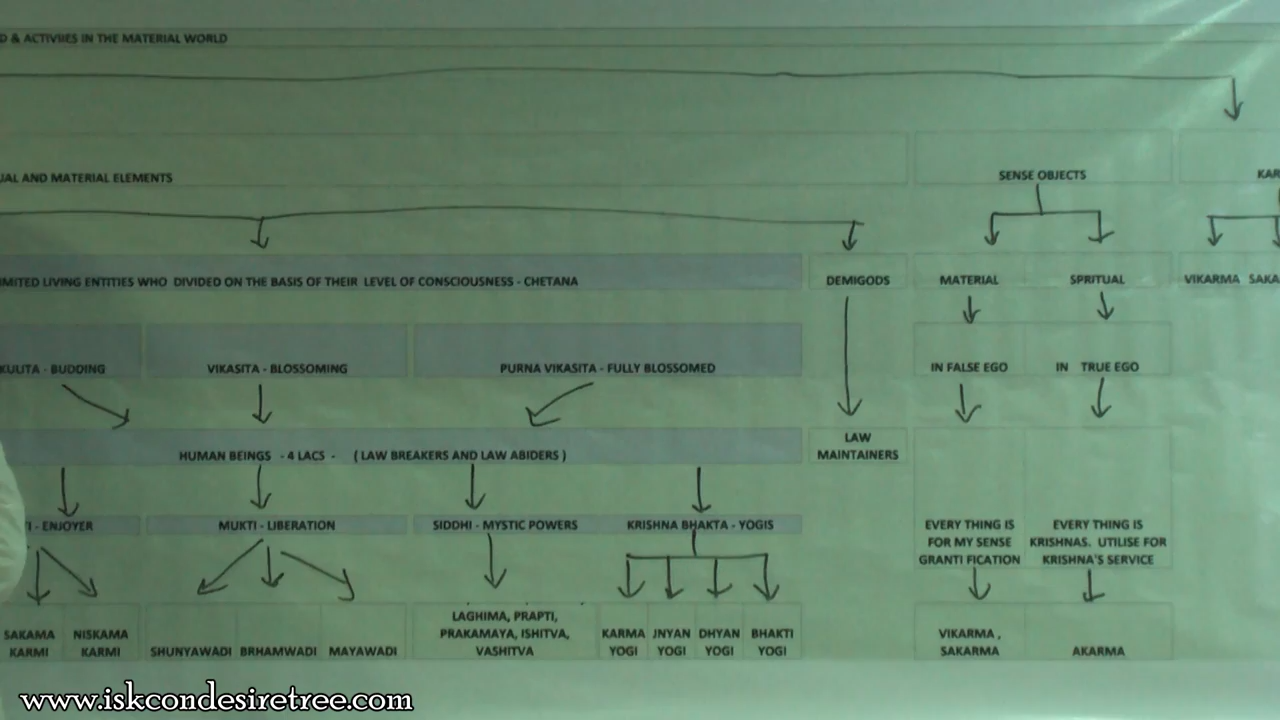 D & ACTIVIIES IN THE MATERIAL WORLD
UAL AND MATERIAL ELEMENTS
SENSE OBJECTS
KAR
IMITED LIVING ENTITIES WHO DIVIDED ON THE BASIS OF THEIR LEVEL OF CONSCIOUSNESS - CHETANA
DEMIGODS
MATERIAL
SPRITUAL
VIKARMA SAKA
KULITA - BUDDING
VIKASITA - BLOSSOMING
PURNA VIKASITA - FULLY BLOSSOMED
IN FALSE EGO
IN TRUE EGO
HUMAN BEINGS - 4 LACS - ( LAW BREAKERS AND LAW ABIDERS )
LAW
MAINTAINERS
I - ENJOYER
MUKTI - LIBERATION
SIDDHI - MYSTIC POWERS
KRISHNA BHAKTA - YOGIS
EVERY THING IS
FOR MY SENSE
GRANTI FICATION
EVERY THING IS
KRISHNAS. UTILISE FOR
KRISHNA'S SERVICE
SAKAMA
KARMI
NISKAMA
KARMI
SHUNYAWADI
BRHAMWADI
MAYAWADI
LAGHIMA, PRAPTI,
PRAKAMAYA, ISHITVA,
VASHITVA
KARMA
YOGI
JNYAN
YOGI
DHYAN
YOGI
BHAKTI
YOGI
VIKARMA ,
SAKARMA
AKARMA
www.iskcondesiretree.com